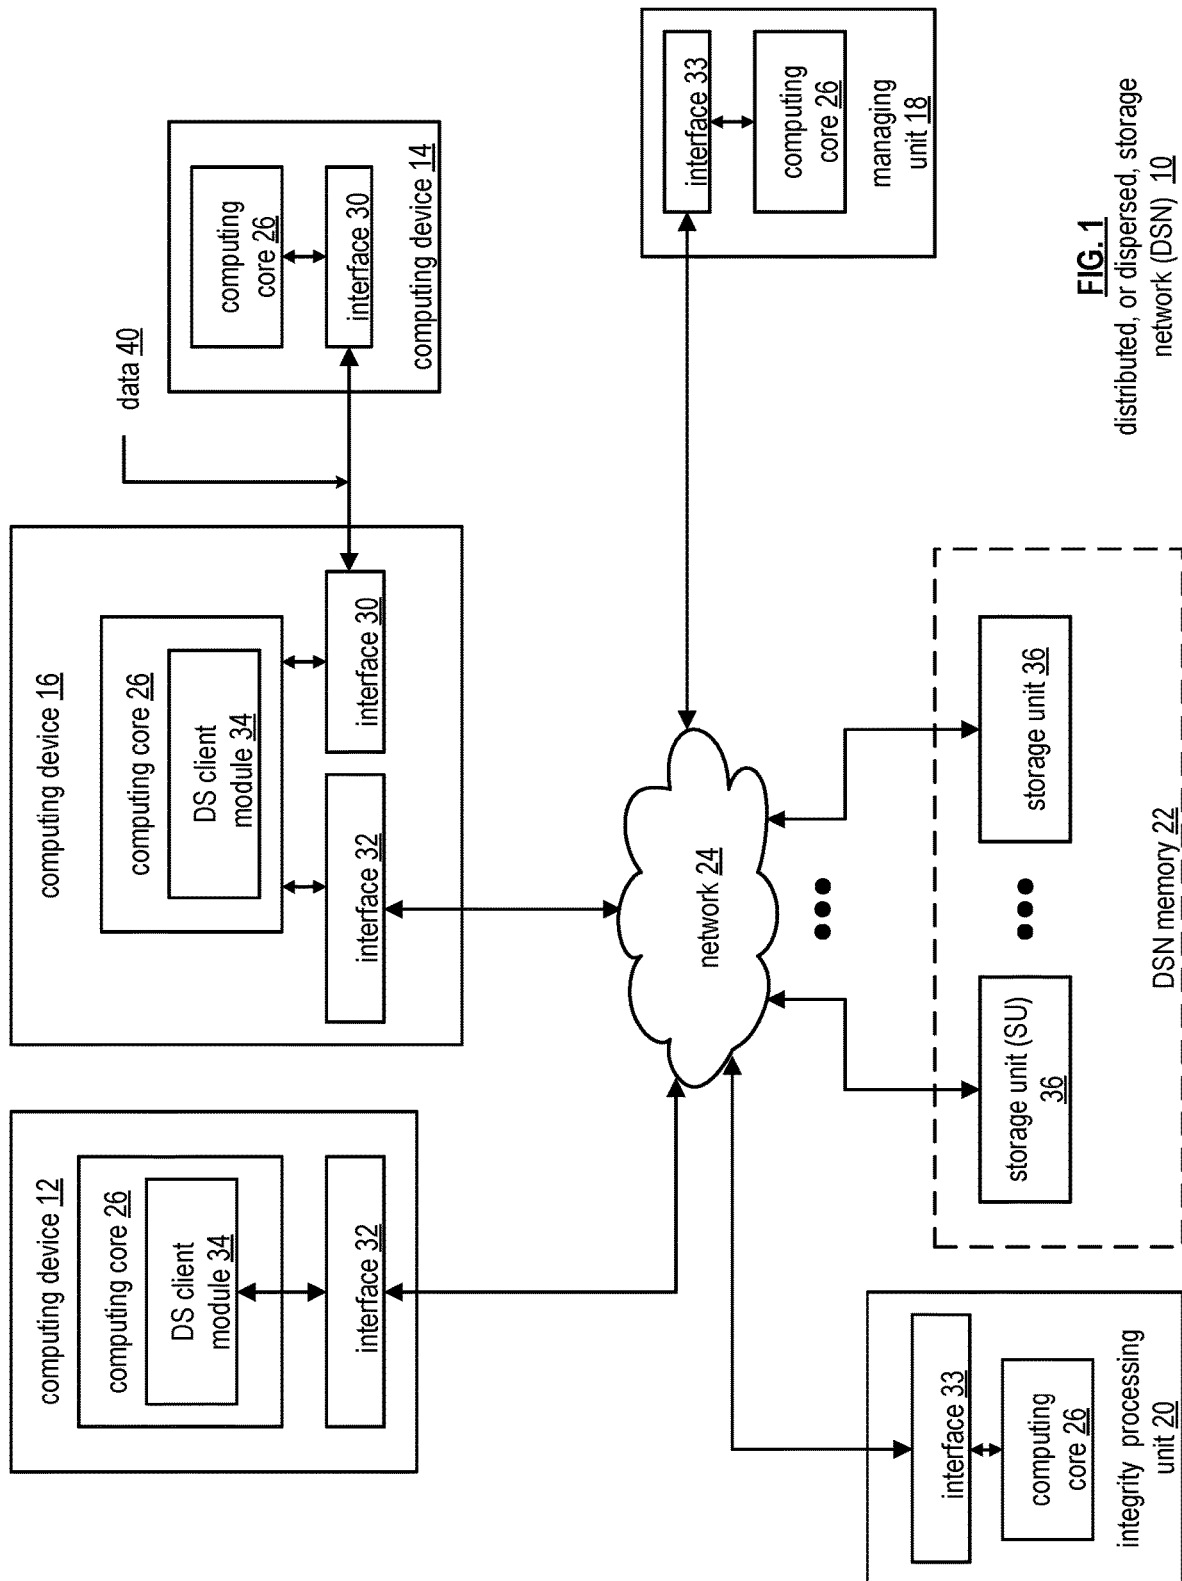 computing device 12
computing core 26
DS client
module 34
interface 32
computing device 16
computing core 26
DS client
module 34
interface 32
interface 30
data 40
computing
core 26
interface 30
computing device 14
network 24
interface 33
computing
core 26
managing
unit 18
interface 33
computing
core 26
integrity processing
unit 20
storage unit (SU)
36
storage unit 36
DSN memory 22
FIG. 1
distributed, or dispersed, storage
network (DSN) 10